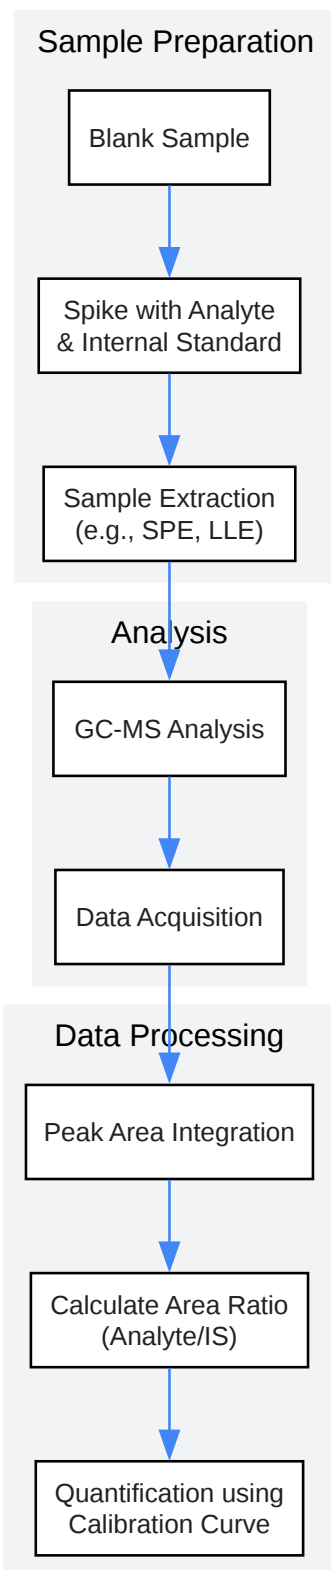 Sample Preparation
Blank Sample
Spike with Analyte
& Internal Standard
Sample Extraction
(e.g., SPE, LLE)
Analysis
GC-MS Analysis
Data Acquisition
Data Processing
Peak Area Integration
Calculate Area Ratio
(Analyte/IS)
Quantification using
Calibration Curve